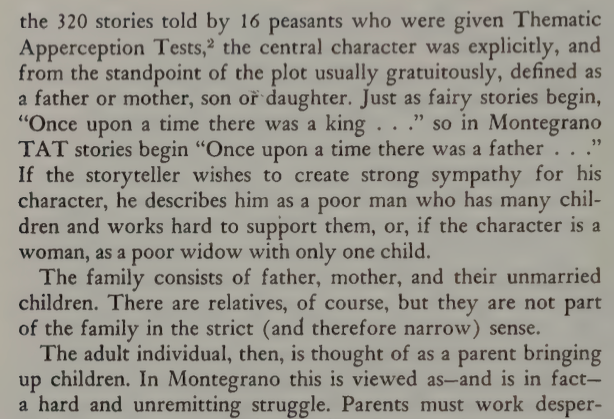 the 320 stories told by 16 peasants who were given Thematic
Apperception Tests,² the central character was explicitly, and
from the standpoint of the plot usually gratuitously, defined as
a father or mother, son or daughter. Just as fairy stories begin,
“Once upon a time there was a king . . .” so in Montegrano
TAT stories begin “Once upon a time there was a father . . .”
If the storyteller wishes to create strong sympathy for his
character, he describes him as a poor man who has many chil-
dren and works hard to support them, or, if the character is a
woman, as a poor widow with only one child.
The family consists of father, mother, and their unmarried
children. There are relatives, of course, but they are not part
of the family in the strict (and therefore narrow) sense.
The adult individual, then, is thought of as a parent bringing
up children. In Montegrano this is viewed as—and is in fact—
a hard and unremitting struggle. Parents must work desper-